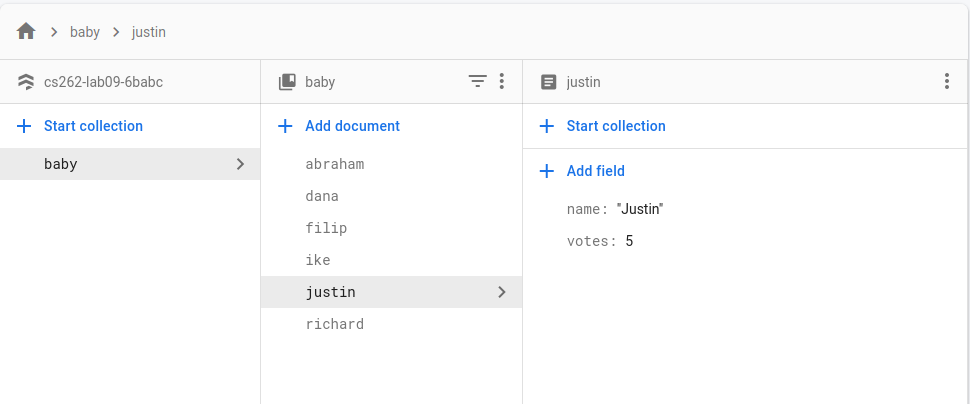 baby justin
cs262-lab09-6babc
Start collection
baby
baby
Add document
abraham
dana
filip
ike
justin
richard
justin
Start collection
Add field
name: "Justin"
votes: 5